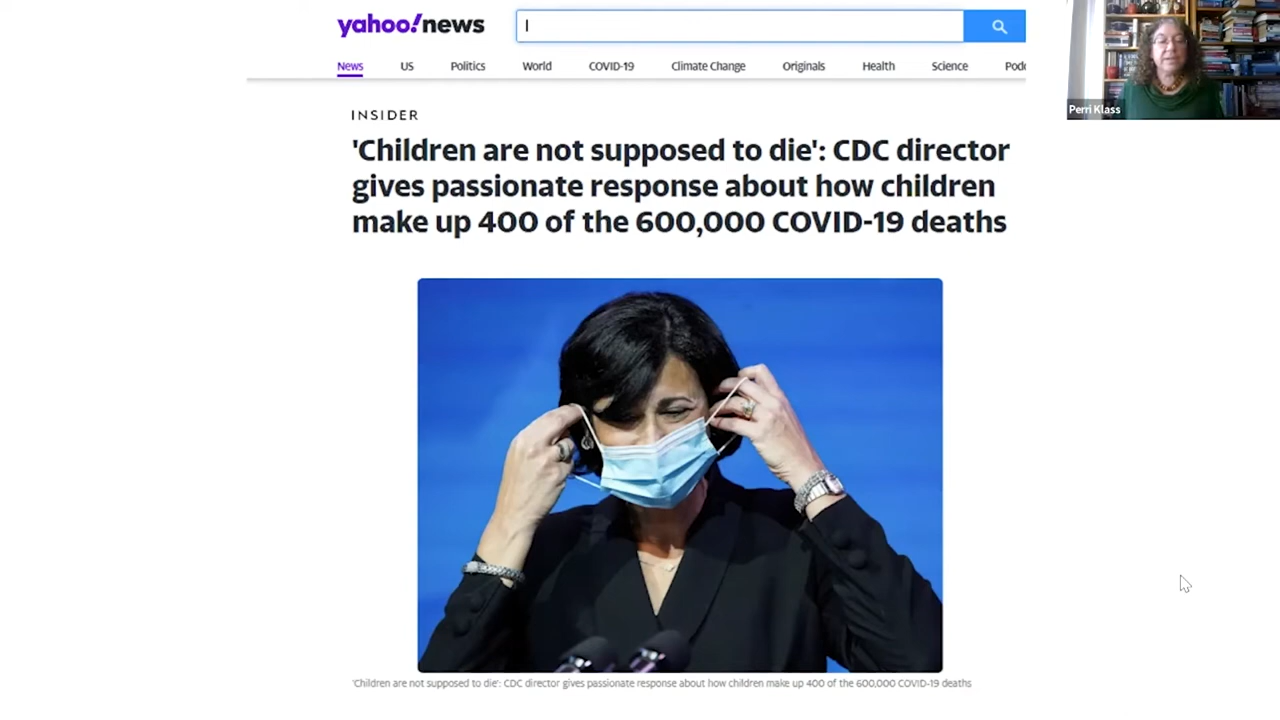 yahoo!news
News US Politics World COVID-19 Climate Change Originals Health Science Podc
Perri Klass
INSIDER
'Children are not supposed to die': CDC director
gives passionate response about how children
make up 400 of the 600,000 COVID-19 deaths
'Children are not supposed to die': CDC director gives passionate response about how children make up 400 of the 600,000 COVID-19 deaths